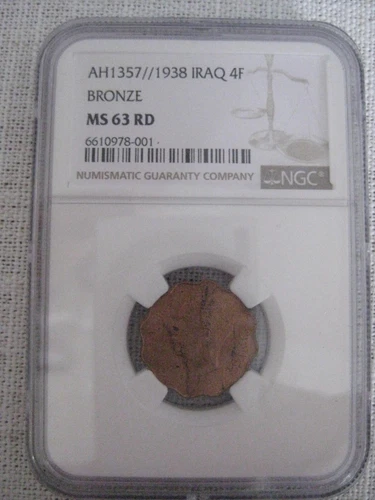 AH1357//1938 IRAQ 4F
BRONZE
MS 63 RD
6610978-001
NUMISMATIC GUARANTY COMPANY
NGC®